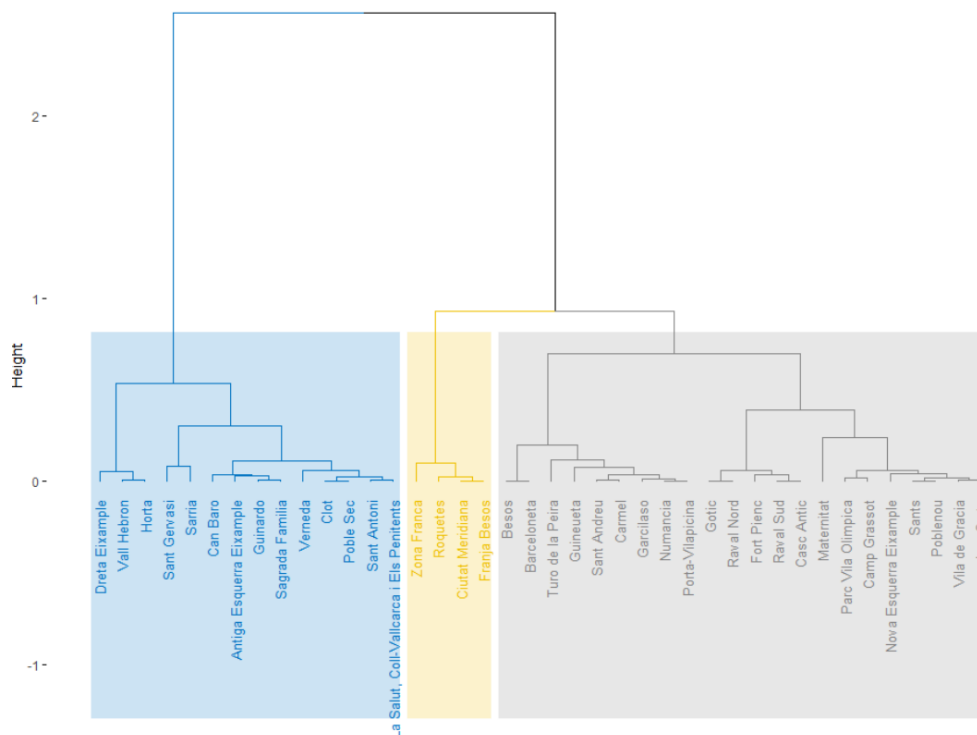 2
1
0
-1
Height
Dreta Eixample
Vall Hebron
Horta
Sant Gervasi
Sarria
Can Baro
Antiga Esquerra Eixample
Guinardo
Sagrada Familia
Verneda
Clot
Poble Sec
Sant Antoni
La Salut, Coll-Vallcarca i Els Penitents
Zona Franca
Roquetes
Ciutat Meridiana
Franja Besos
Besos
Barceloneta
Turo de la Peira
Guineueta
Sant Andreu
Carmel
Garcilaso
Numancia
Porta-Vilapicina
Gotic
Raval Nord
Fort Pienc
Raval Sud
Casc Antic
Maternitat
Parc Vila Olimpica
Camp Grassot
Nova Esquerra Eixample
Sants
Poblenou
Vila de Gracia